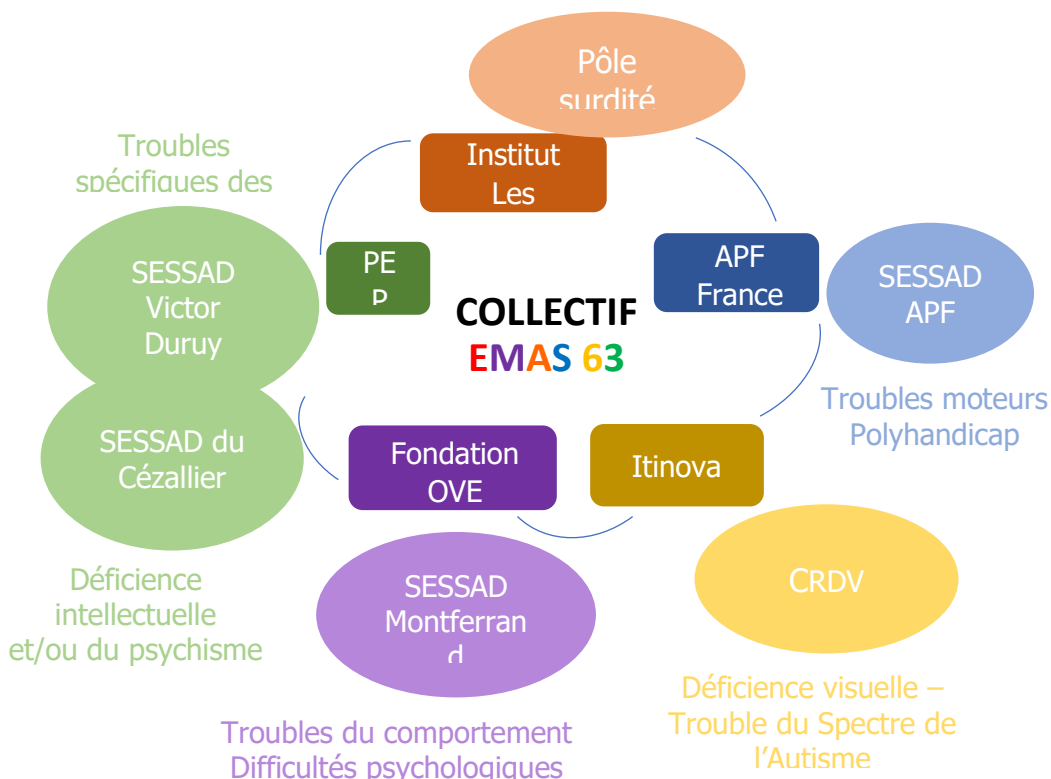 Pôle
surdité
Institut
Les
Troubles
spécifiques des
SESSAD
Victor
Duruy
PE
P
COLLECTIF
EMAS 63
APF
France
SESSAD
APF
Troubles moteurs
Polyhandicap
SESSAD du
Cézallier
Fondation
OVE
Itinova
Déficience
intellectuelle
et/ou du psychisme
SESSAD
Montferran
d
CRDV
Troubles du comportement
Difficultés psychologiques
Déficience visuelle –
Trouble du Spectre de
l’Autisme